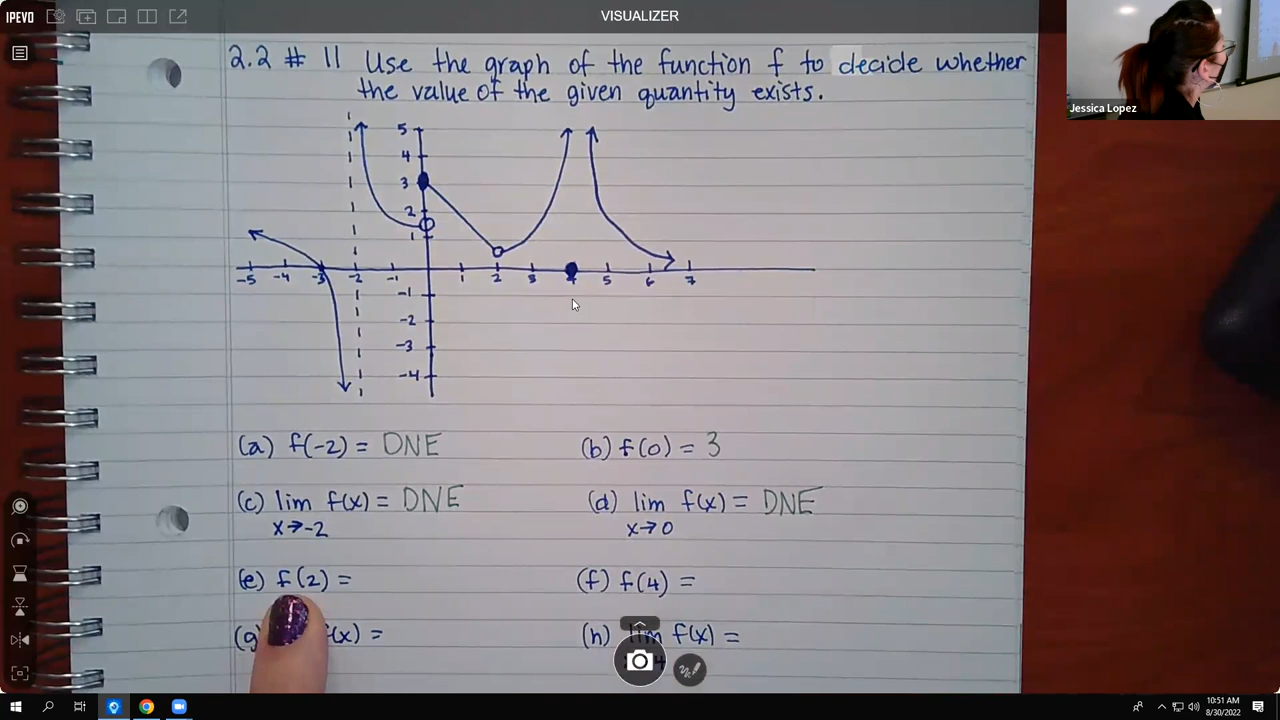 IPEVO
VISUALIZER
Jessica Lopez
2.2 # 11 Use the graph of the function f to decide whether
the value of the given quantity exists.
5
4
3
2
1
-5 -4 -3 -2 -1 1 2 3 4 5 6 7
-1
-2
-3
-4
(a) f(-2) = DNE (b) f(0) = 3
(c) lim f(x) = DNE (d) lim f(x) = DNE
x→-2 x→0
(e) f(2) = (f) f(4) =
(g) f(x) = (h) lim f(x) =
10:51 AM
8/30/2022